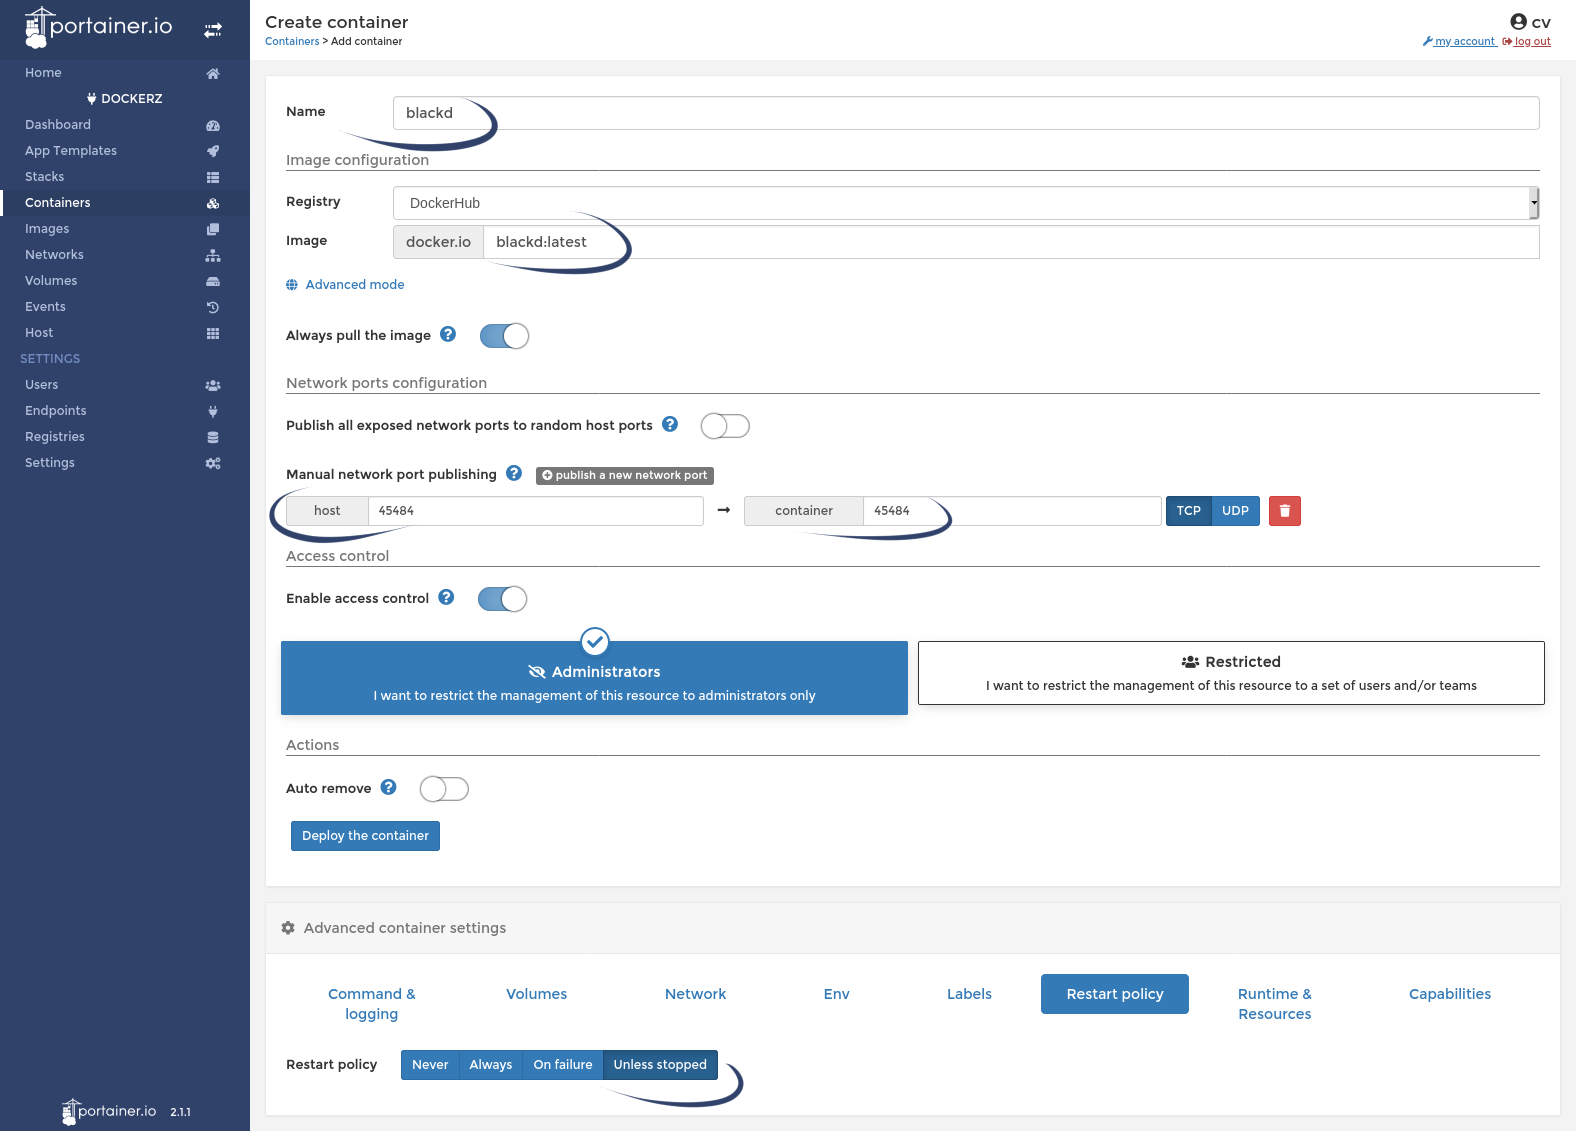 portainer.io
Home
DOCKERZ
Dashboard
App Templates
Stacks
Containers
Images
Networks
Volumes
Events
Host
SETTINGS
Users
Endpoints
Registries
Settings
portainer.io 2.1.1
Create container
Containers > Add container
cv
my account log out
Name blackd
Image configuration
Registry DockerHub
Image docker.io blackd:latest
Advanced mode
Always pull the image ?
Network ports configuration
Publish all exposed network ports to random host ports ?
Manual network port publishing ? publish a new network port
host 45484 → container 45484 TCP UDP
Access control
Enable access control ?
Administrators
I want to restrict the management of this resource to administrators only
Restricted
I want to restrict the management of this resource to a set of users and/or teams
Actions
Auto remove ?
Deploy the container
Advanced container settings
Command & logging
Volumes
Network
Env
Labels
Restart policy
Runtime & Resources
Capabilities
Restart policy Never Always On failure Unless stopped